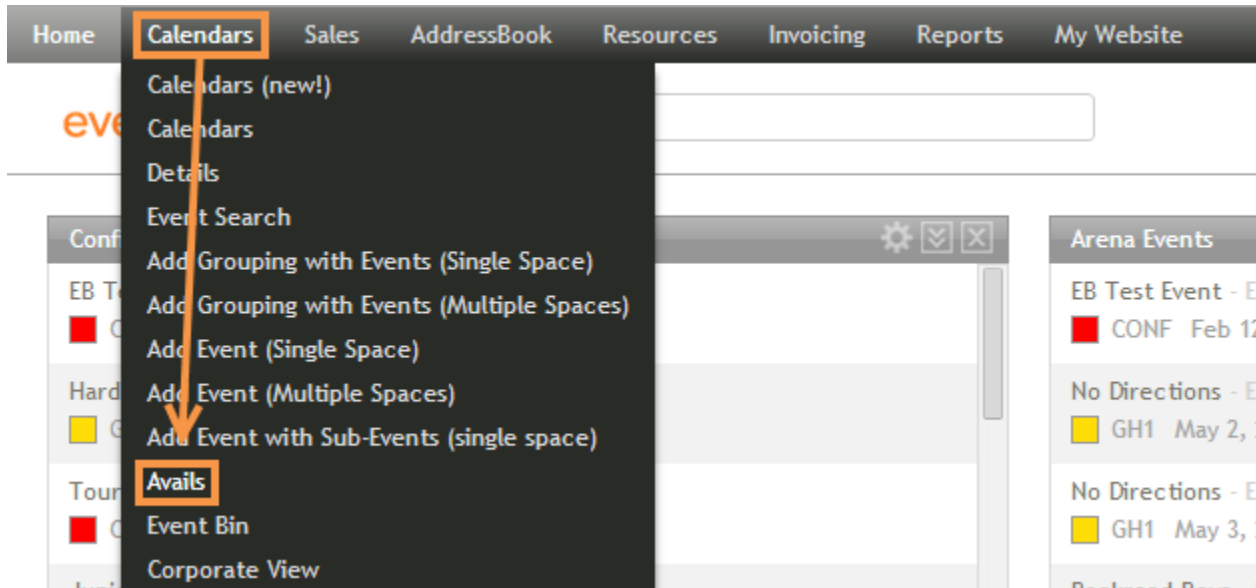 Home Calendars Sales AddressBook Resources Invoicing Reports My Website
Calendars (new!)
Calendars
Details
Event Search
Add Grouping with Events (Single Space)
Add Grouping with Events (Multiple Spaces)
Add Event (Single Space)
Add Event (Multiple Spaces)
Add Event with Sub-Events (single space)
Avails
Event Bin
Corporate View
eve
Conf
EB T
Hard
Tour
Arena Events
EB Test Event - E
CONF Feb 12
No Directions - E
GH1 May 2,
No Directions - E
GH1 May 3,